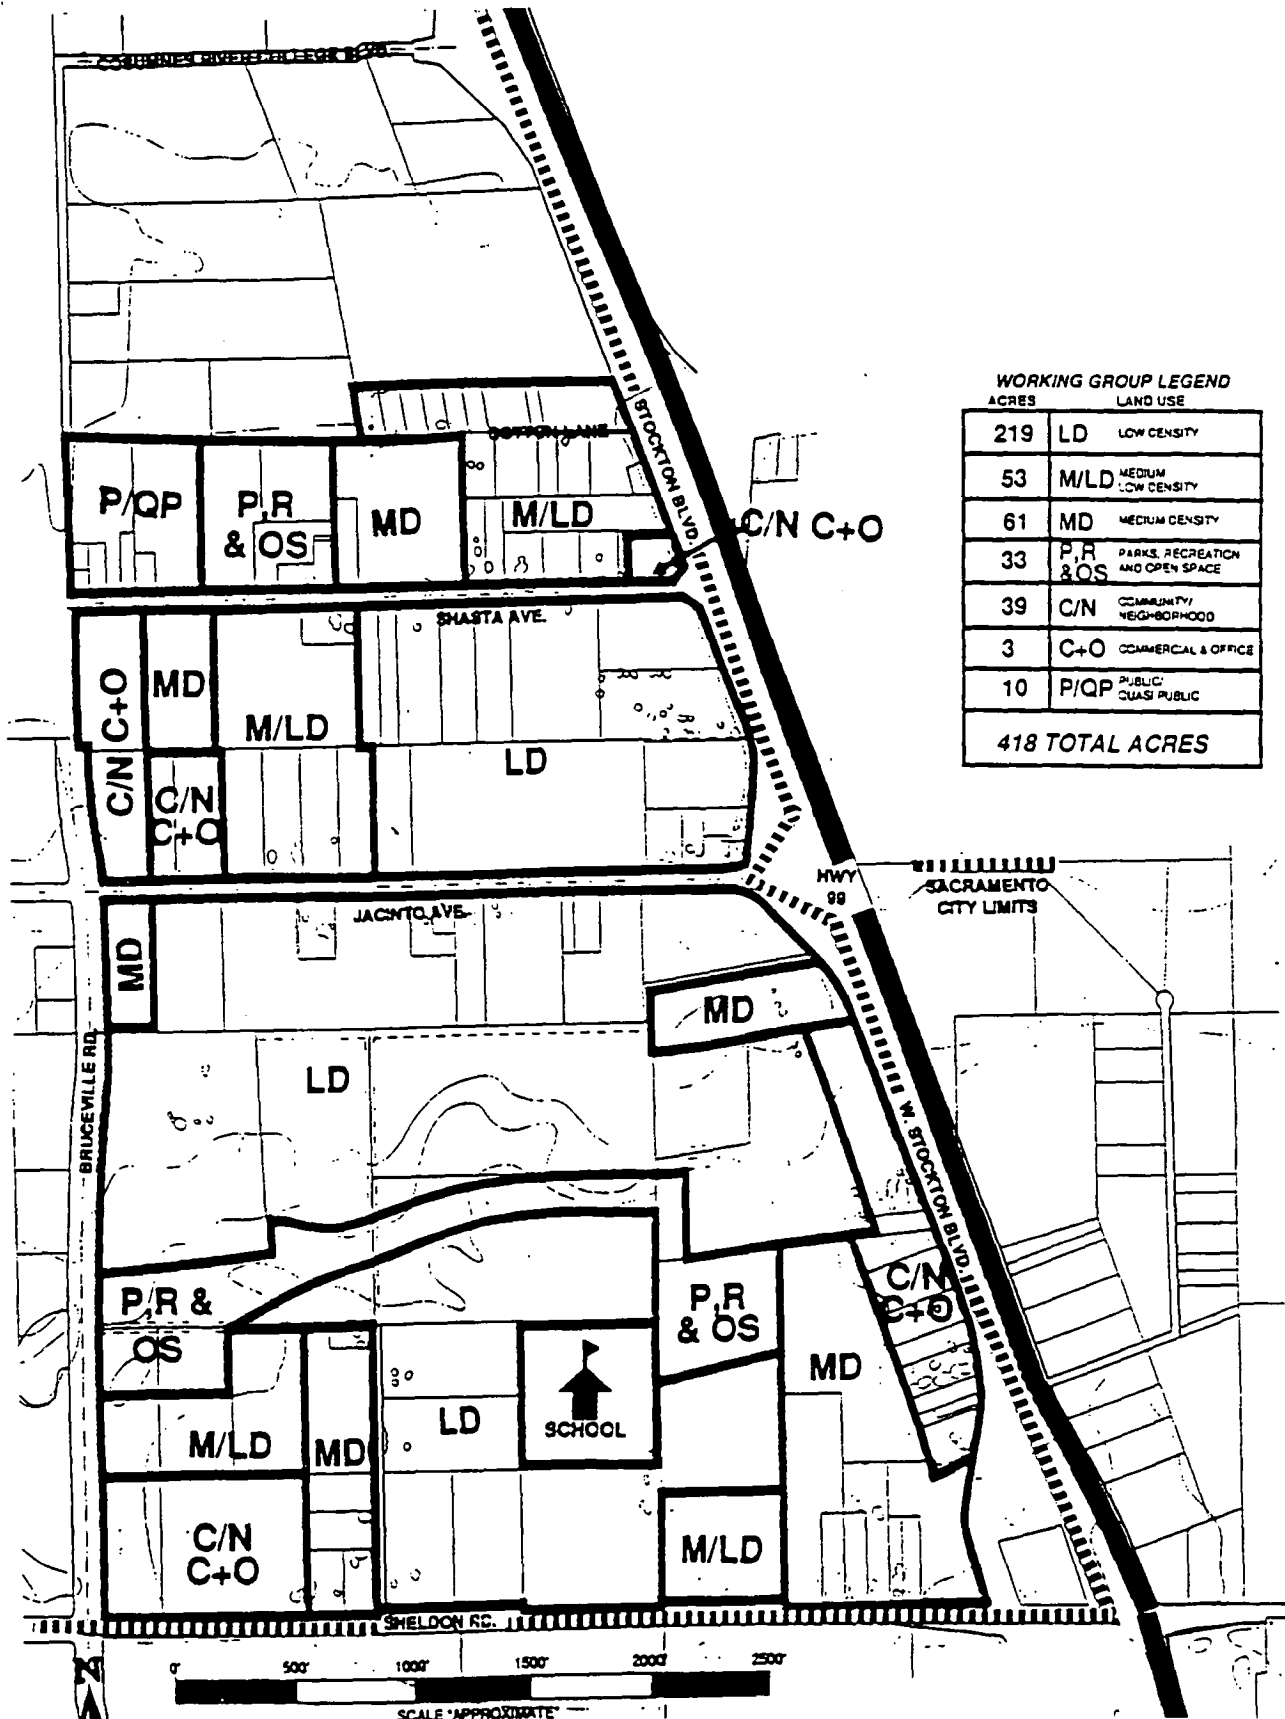 COSUMNES RIVER COLLEGE BLVD.
WORKING GROUP LEGEND
ACRES LAND USE
219 LD LOW DENSITY
53 M/LD MEDIUM LOW DENSITY
61 MD MEDIUM DENSITY
33 P,R &OS PARKS, RECREATION AND OPEN SPACE
39 C/N COMMUNITY/ NEIGHBORHOOD
3 C+O COMMERCIAL & OFFICE
10 P/QP PUBLIC/ QUASI PUBLIC
418 TOTAL ACRES
STOCKTON BLVD.
P/QP
P,R
& OS
MD
M/LD
C/N C+O
SHASTA AVE.
C/N C+O
MD
M/LD
LD
C/N
C+O
HWY
99
SACRAMENTO
CITY LIMITS
JACINTO AVE.
MD
MD
BRUCEVILLE RD.
LD
W. STOCKTON BLVD.
P,R &
OS
P,R
& OS
C/N
C+O
MD
SCHOOL
LD
M/LD
MD
C/N
C+O
M/LD
SHELDON RD.
N
0' 500' 1000' 1500' 2000' 2500'
SCALE "APPROXIMATE"